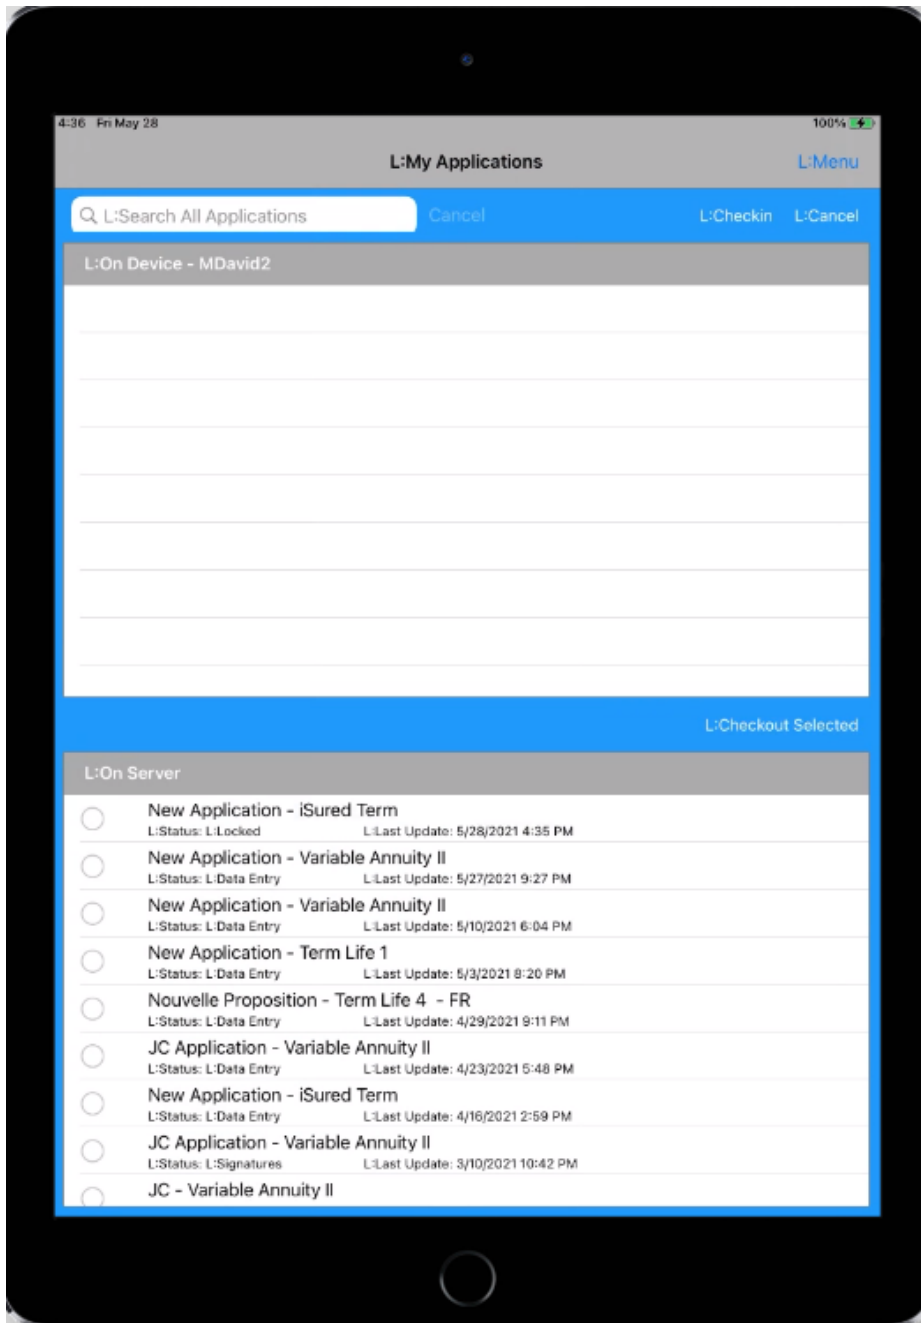 4:36 Fri May 28 100%
L:My Applications L:Menu
L:Search All Applications Cancel L:Checkin L:Cancel
L:On Device - MDavid2
L:Checkout Selected
L:On Server
New Application - iSured Term
L:Status: L:Locked L:Last Update: 5/28/2021 4:35 PM
New Application - Variable Annuity II
L:Status: L:Data Entry L:Last Update: 5/27/2021 9:27 PM
New Application - Variable Annuity II
L:Status: L:Data Entry L:Last Update: 5/10/2021 6:04 PM
New Application - Term Life 1
L:Status: L:Data Entry L:Last Update: 5/3/2021 8:20 PM
Nouvelle Proposition - Term Life 4 - FR
L:Status: L:Data Entry L:Last Update: 4/29/2021 9:11 PM
JC Application - Variable Annuity II
L:Status: L:Data Entry L:Last Update: 4/23/2021 5:48 PM
New Application - iSured Term
L:Status: L:Data Entry L:Last Update: 4/16/2021 2:59 PM
JC Application - Variable Annuity II
L:Status: L:Signatures L:Last Update: 3/10/2021 10:42 PM
JC - Variable Annuity II